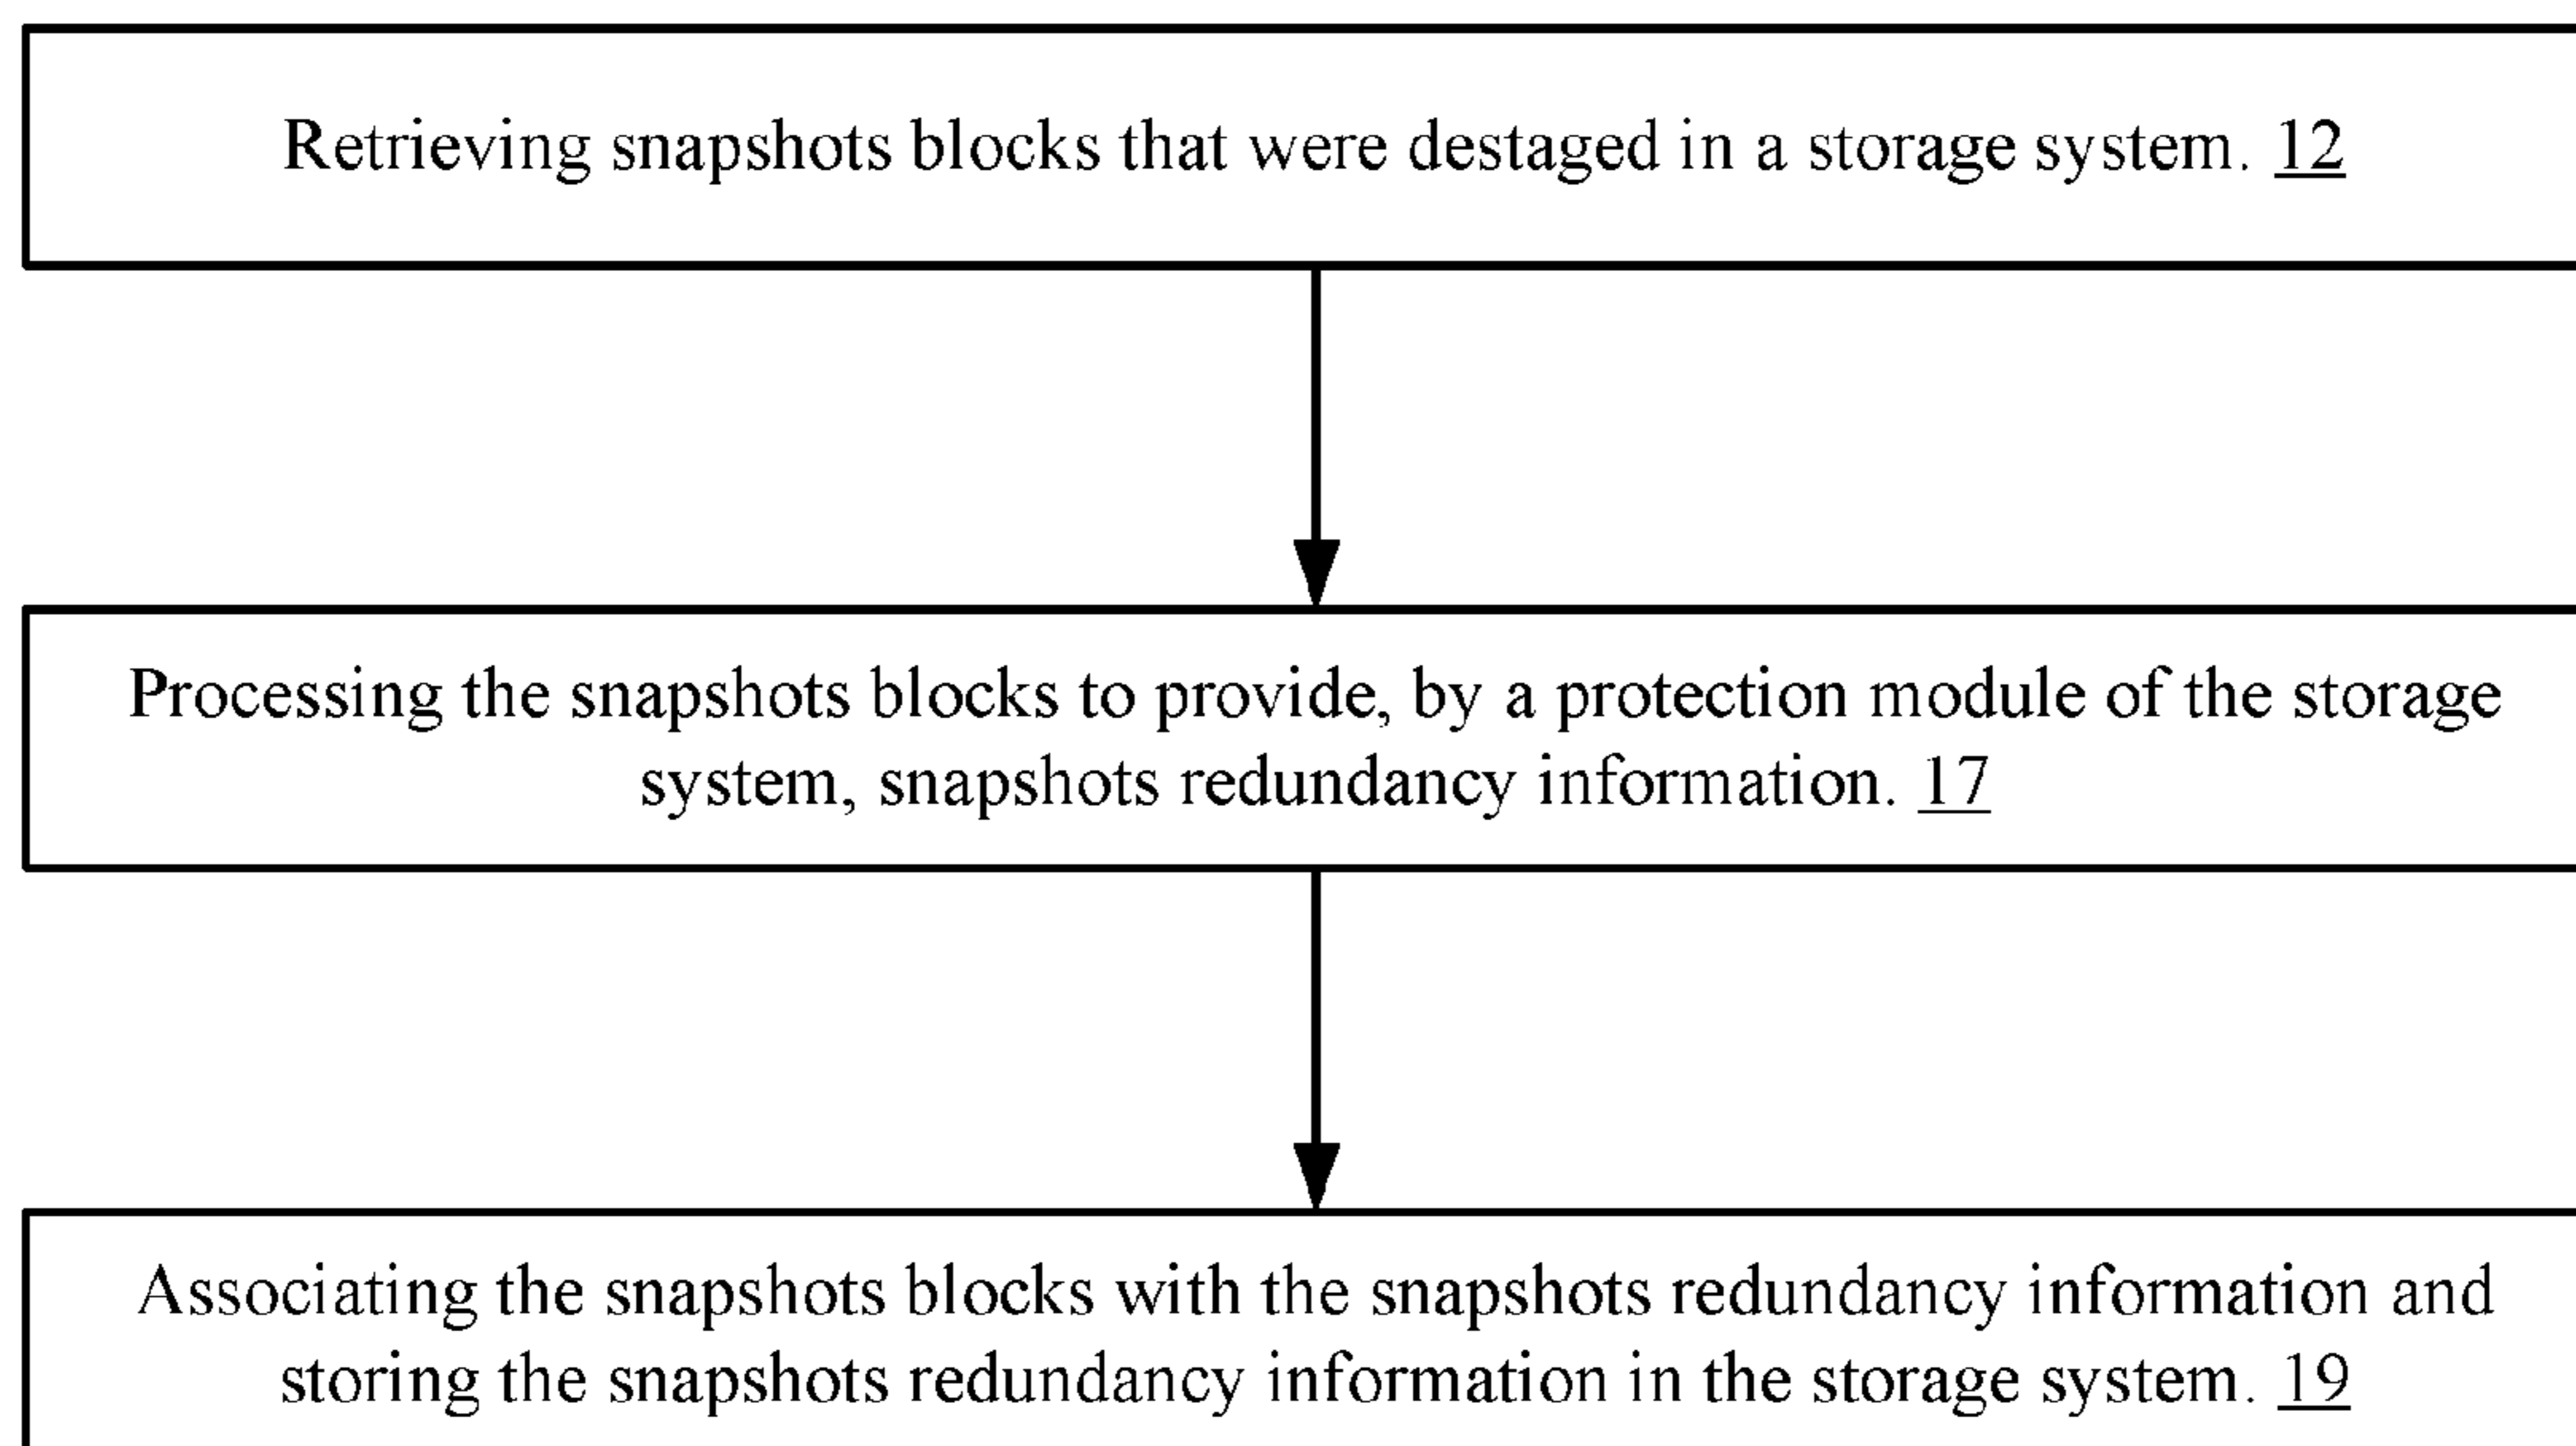 Retrieving snapshots blocks that were destaged in a storage system. 12
Processing the snapshots blocks to provide, by a protection module of the storage
system, snapshots redundancy information. 17
Associating the snapshots blocks with the snapshots redundancy information and
storing the snapshots redundancy information in the storage system. 19